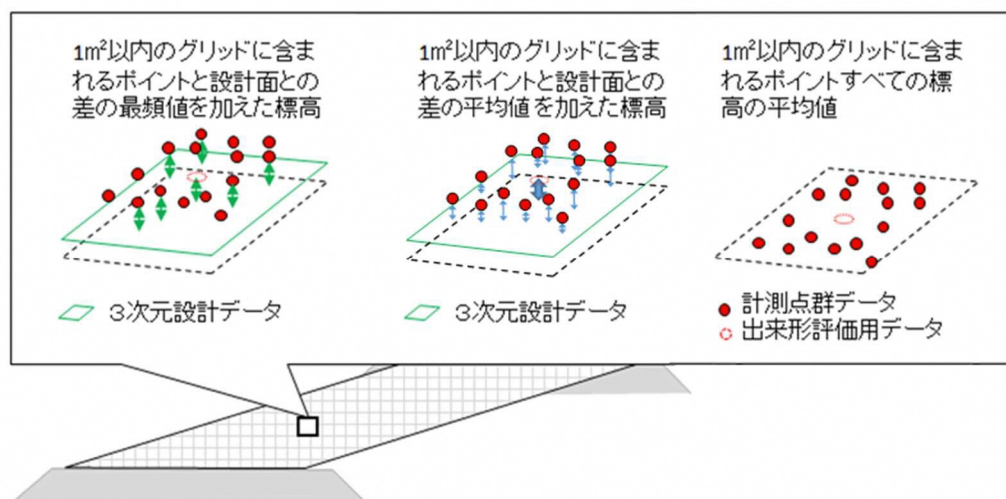 1m²以内のグリッドに含ま
れるポイントと設計面との
差の最頻値を加えた標高
1m²以内のグリッドに含ま
れるポイントと設計面との
差の平均値を加えた標高
1m²以内のグリッドに含ま
れるポイントすべての標
高の平均値
3次元設計データ
3次元設計データ
計測点群データ
出来形評価用データ